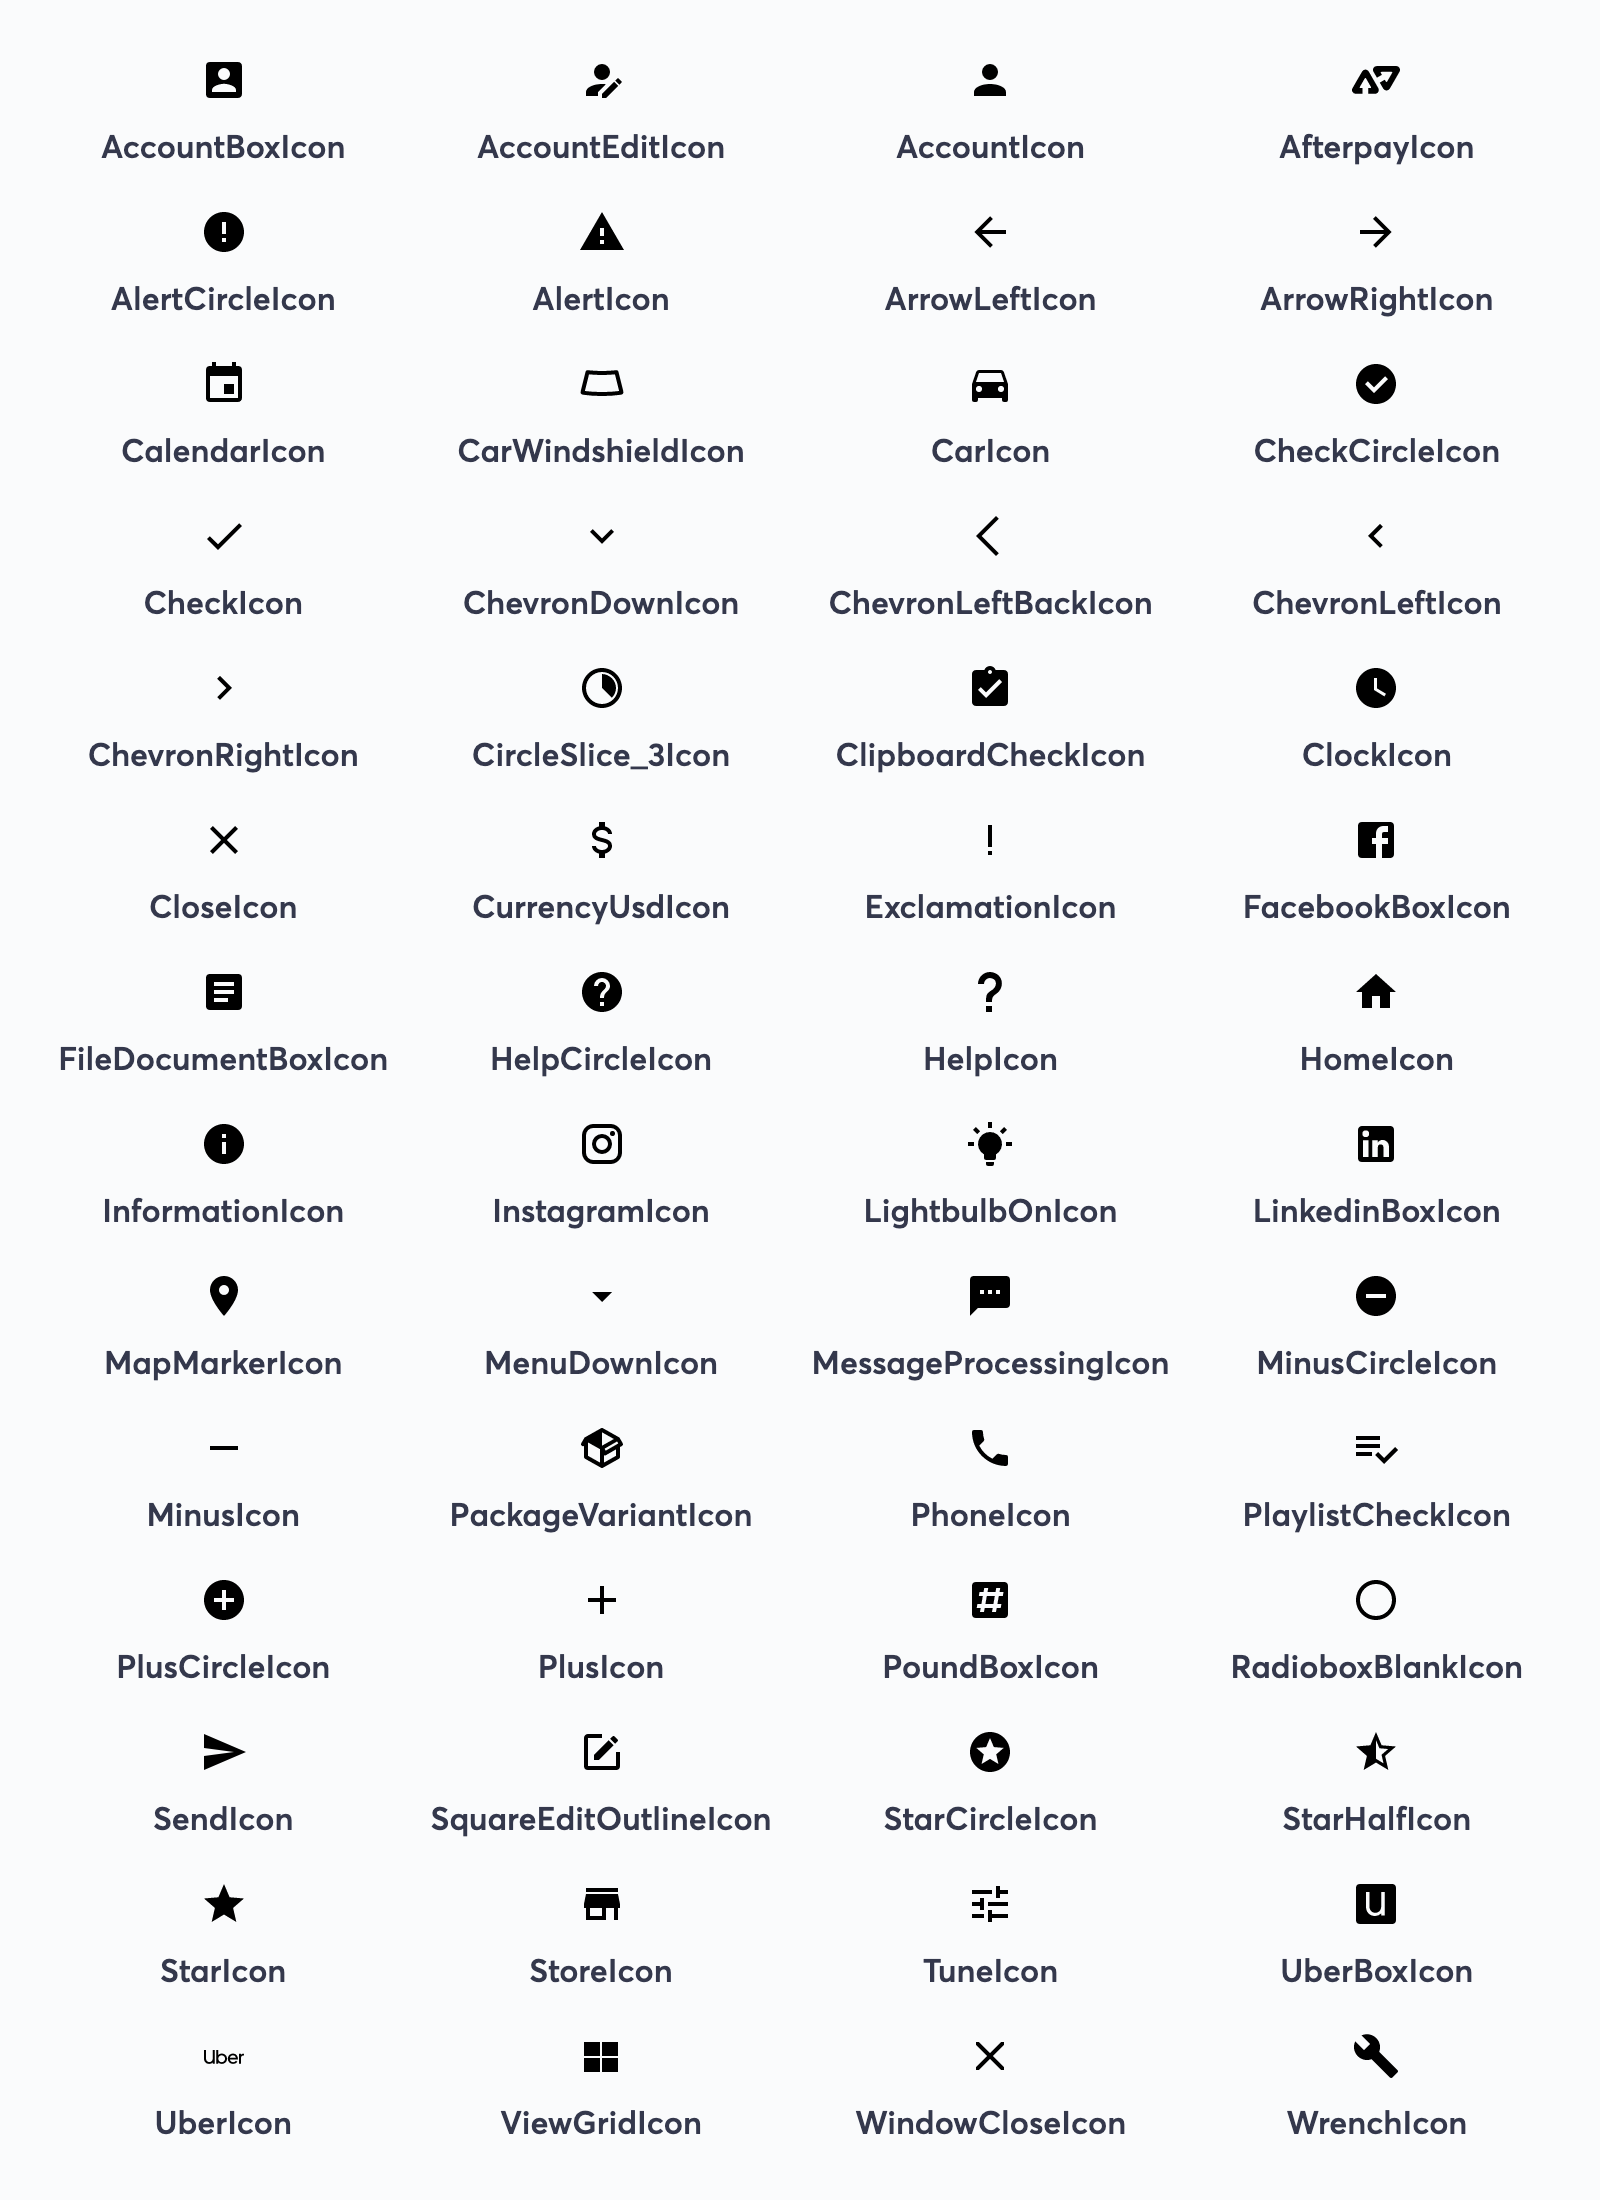 AccountBoxIcon AccountEditIcon AccountIcon AfterpayIcon
AlertCircleIcon AlertIcon ArrowLeftIcon ArrowRightIcon
CalendarIcon CarWindshieldIcon CarIcon CheckCircleIcon
CheckIcon ChevronDownIcon ChevronLeftBackIcon ChevronLeftIcon
ChevronRightIcon CircleSlice_3Icon ClipboardCheckIcon ClockIcon
CloseIcon CurrencyUsdIcon ExclamationIcon FacebookBoxIcon
FileDocumentBoxIcon HelpCircleIcon HelpIcon HomeIcon
InformationIcon InstagramIcon LightbulbOnIcon LinkedinBoxIcon
MapMarkerIcon MenuDownIcon MessageProcessingIcon MinusCircleIcon
MinusIcon PackageVariantIcon PhoneIcon PlaylistCheckIcon
PlusCircleIcon PlusIcon PoundBoxIcon RadioboxBlankIcon
SendIcon SquareEditOutlineIcon StarCircleIcon StarHalfIcon
StarIcon StoreIcon TuneIcon UberBoxIcon
Uber
UberIcon ViewGridIcon WindowCloseIcon WrenchIcon